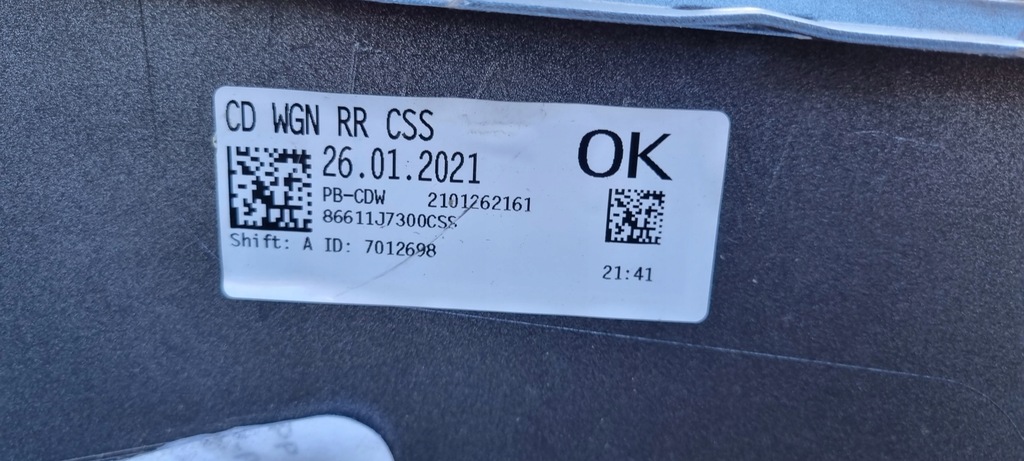 CD WGN RR CSS
OK
26.01.2021
PB-CDW 2101262161
86611J7300CSS
Shift: A ID: 7012698
21:41